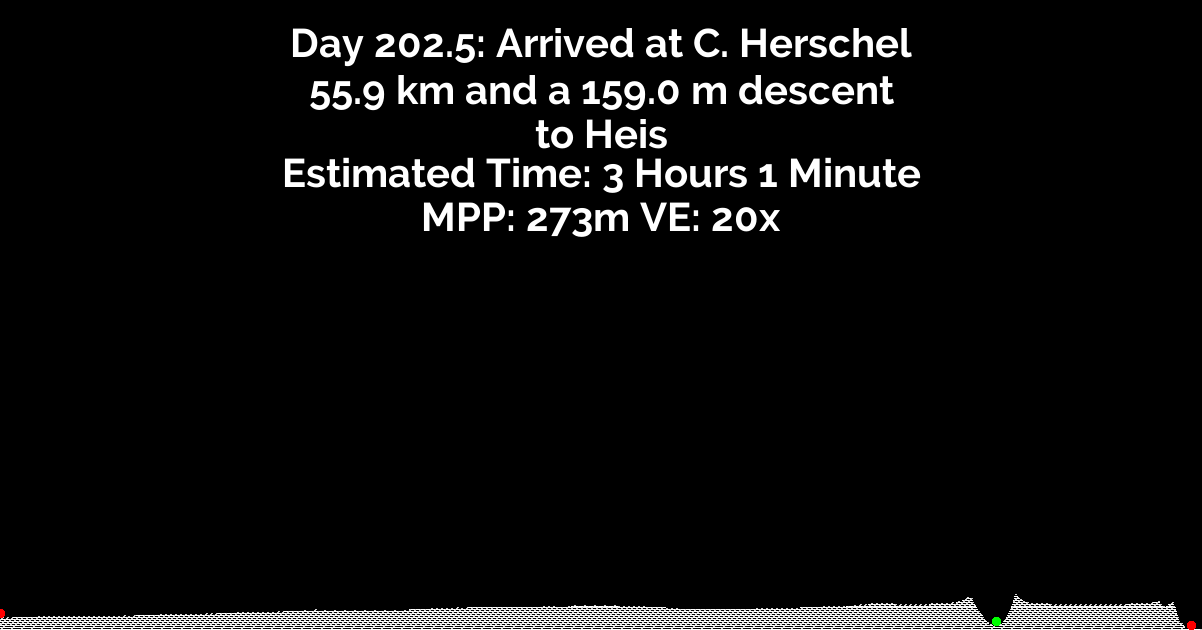 Day 202.5: Arrived at C. Herschel
55.9 km and a 159.0 m descent
to Heis
Estimated Time: 3 Hours 1 Minute
MPP: 273m VE: 20x